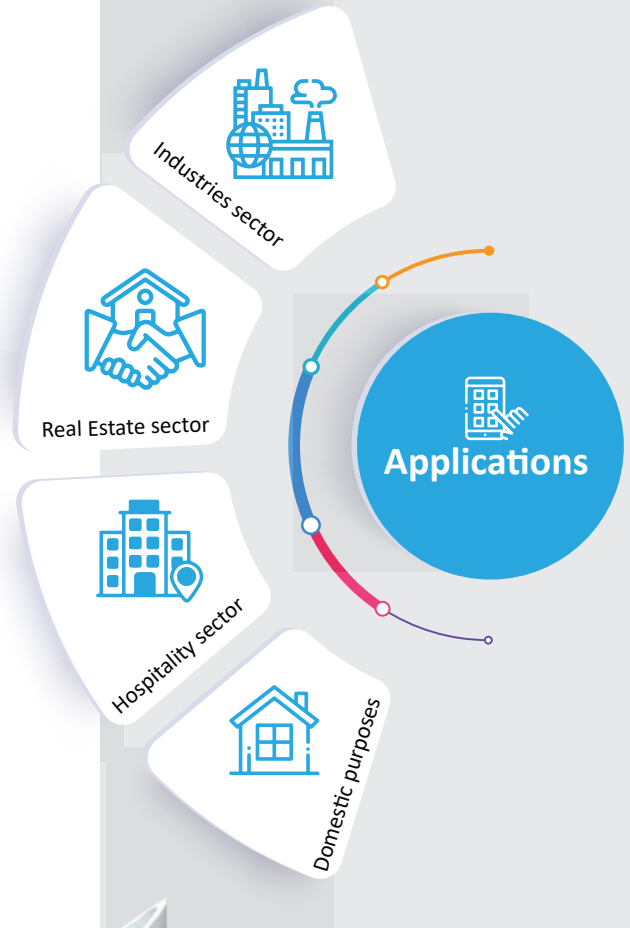 Industries sector
Real Estate sector
Applications
Hospitality sector
Domestic purposes